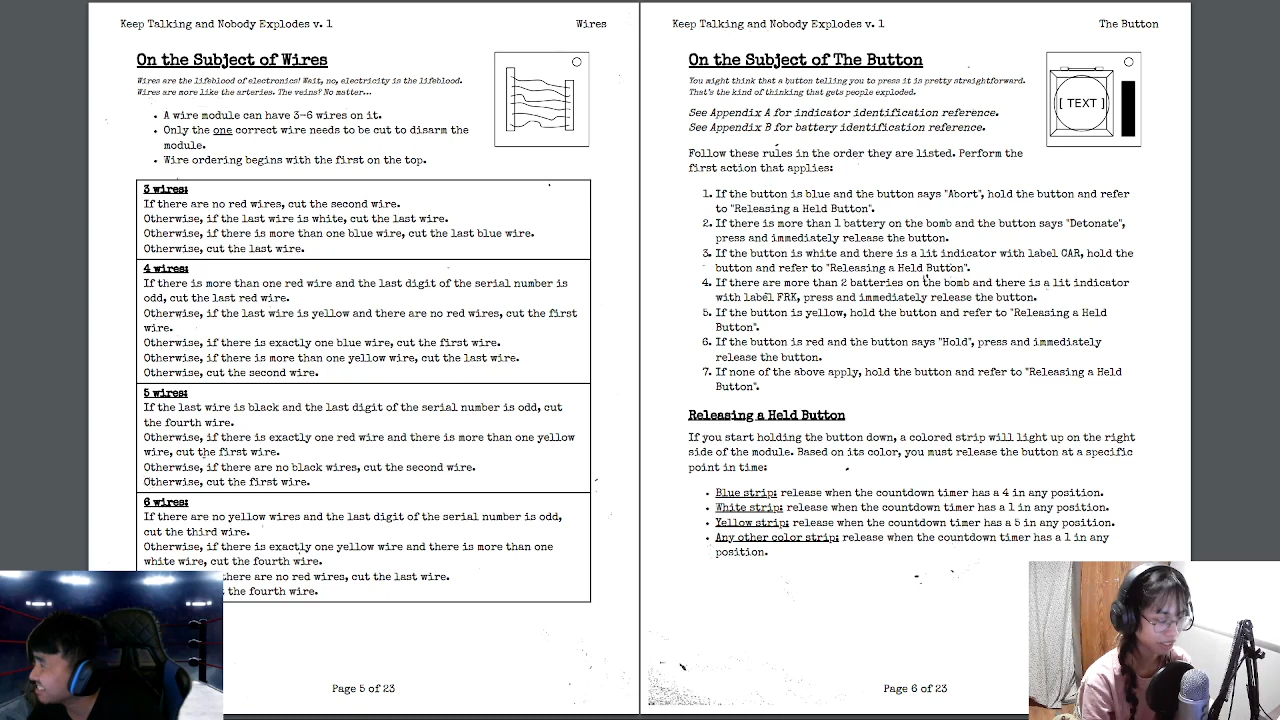 Keep Talking and Nobody Explodes v. 1
Wires
On the Subject of Wires
Wires are the lifeblood of electronics! Wait, no, electricity is the lifeblood.
Wires are more like the arteries. The veins? No matter...
• A wire module can have 3-6 wires on it.
• Only the one correct wire needs to be cut to disarm the
module.
• Wire ordering begins with the first on the top.
3 wires:
If there are no red wires, cut the second wire.
Otherwise, if the last wire is white, cut the last wire.
Otherwise, if there is more than one blue wire, cut the last blue wire.
Otherwise, cut the last wire.
4 wires:
If there is more than one red wire and the last digit of the serial number is
odd, cut the last red wire.
Otherwise, if the last wire is yellow and there are no red wires, cut the first
wire.
Otherwise, if there is exactly one blue wire, cut the first wire.
Otherwise, if there is more than one yellow wire, cut the last wire.
Otherwise, cut the second wire.
5 wires:
If the last wire is black and the last digit of the serial number is odd, cut
the fourth wire.
Otherwise, if there is exactly one red wire and there is more than one yellow
wire, cut the first wire.
Otherwise, if there are no black wires, cut the second wire.
Otherwise, cut the first wire.
6 wires:
If there are no yellow wires and the last digit of the serial number is odd,
cut the third wire.
Otherwise, if there is exactly one yellow wire and there is more than one
white wire, cut the fourth wire.
there are no red wires, cut the last wire.
the fourth wire.
Page 5 of 23
Keep Talking and Nobody Explodes v. 1
The Button
On the Subject of The Button
You might think that a button telling you to press it is pretty straightforward.
That's the kind of thinking that gets people exploded.
[ TEXT ]
See Appendix A for indicator identification reference.
See Appendix B for battery identification reference.
Follow these rules in the order they are listed. Perform the
first action that applies:
1. If the button is blue and the button says "Abort", hold the button and refer
to "Releasing a Held Button".
2. If there is more than 1 battery on the bomb and the button says "Detonate",
press and immediately release the button.
3. If the button is white and there is a lit indicator with label CAR, hold the
button and refer to "Releasing a Held Button".
4. If there are more than 2 batteries on the bomb and there is a lit indicator
with label FRK, press and immediately release the button.
5. If the button is yellow, hold the button and refer to "Releasing a Held
Button".
6. If the button is red and the button says "Hold", press and immediately
release the button.
7. If none of the above apply, hold the button and refer to "Releasing a Held
Button".
Releasing a Held Button
If you start holding the button down, a colored strip will light up on the right
side of the module. Based on its color, you must release the button at a specific
point in time:
• Blue strip: release when the countdown timer has a 4 in any position.
• White strip: release when the countdown timer has a 1 in any position.
• Yellow strip: release when the countdown timer has a 5 in any position.
• Any other color strip: release when the countdown timer has a 1 in any
position.
Page 6 of 23